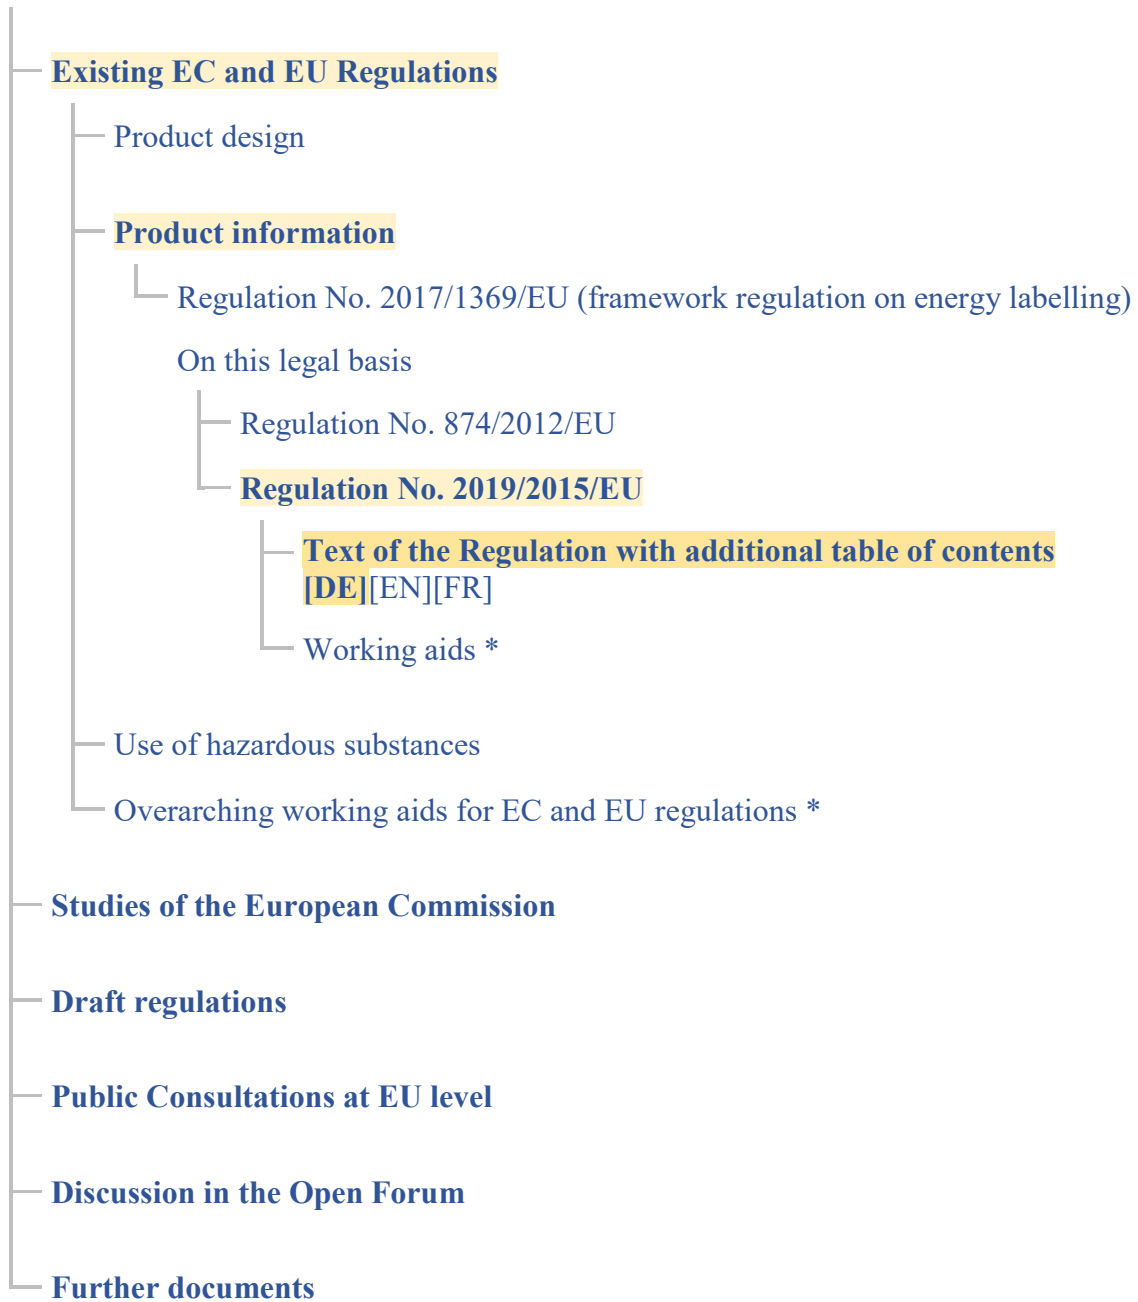 Existing EC and EU Regulations
Product design
Product information
Regulation No. 2017/1369/EU (framework regulation on energy labelling)
On this legal basis
Regulation No. 874/2012/EU
Regulation No. 2019/2015/EU
Text of the Regulation with additional table of contents
[DE][EN][FR]
Working aids *
Use of hazardous substances
Overarching working aids for EC and EU regulations *
Studies of the European Commission
Draft regulations
Public Consultations at EU level
Discussion in the Open Forum
Further documents